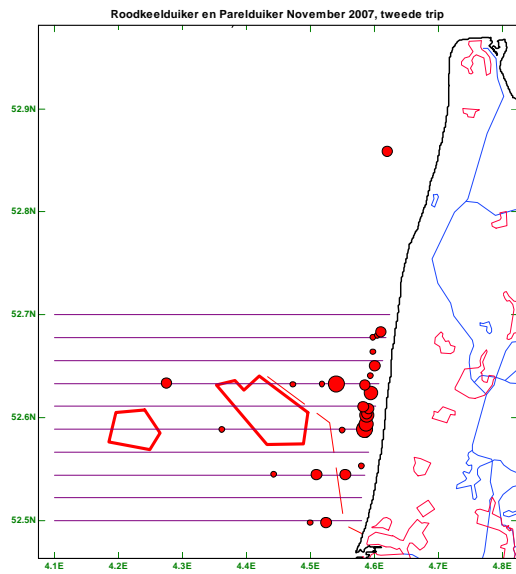 Roodkeelduiker en Parelduiker November 2007, tweede trip
52.9N
52.8N
52.7N
52.6N
52.5N
4.1E 4.2E 4.3E 4.4E 4.5E 4.6E 4.7E 4.8E